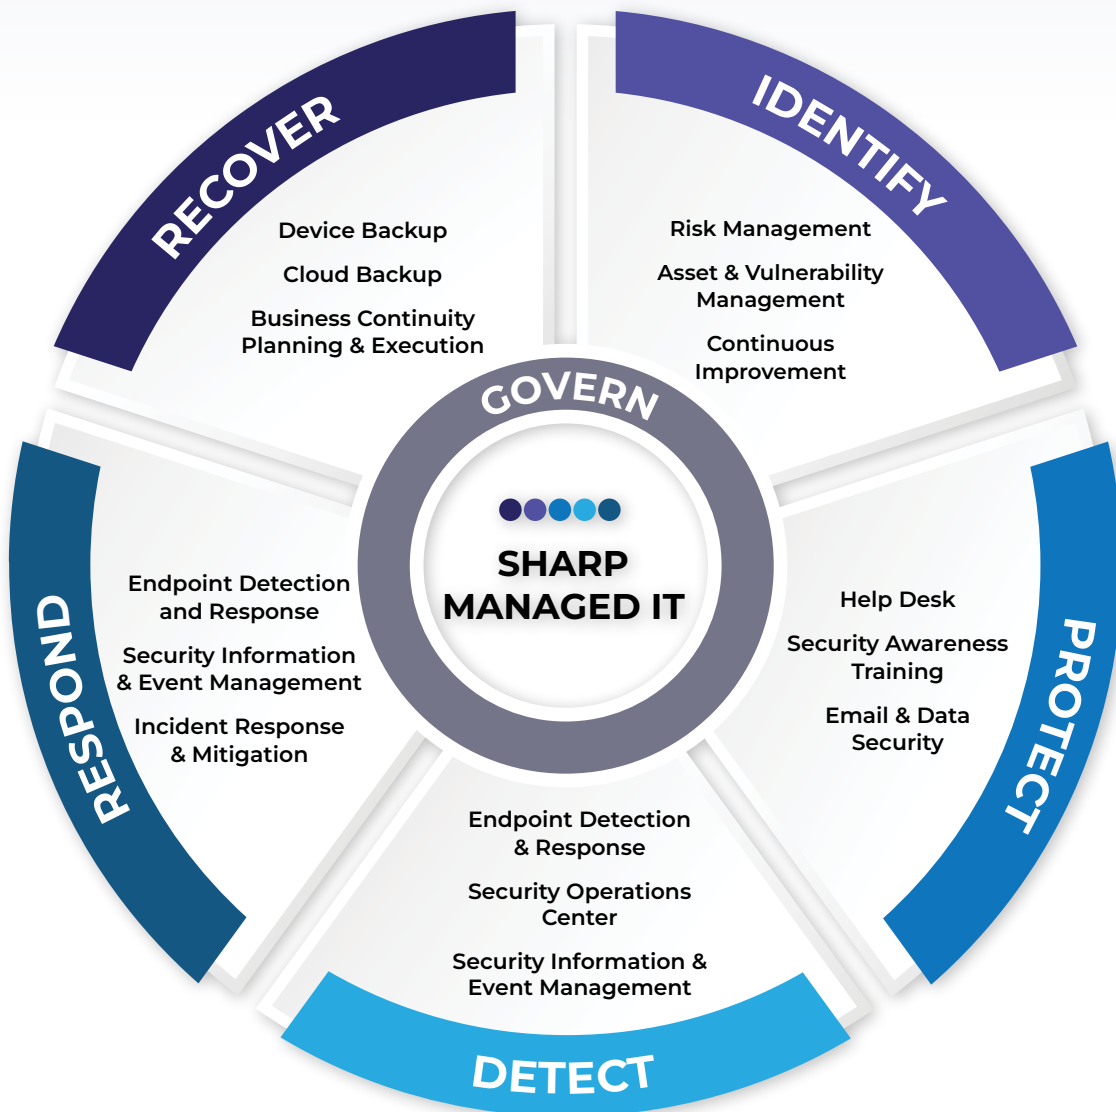 RECOVER
Device Backup
Cloud Backup
Business Continuity
Planning & Execution
IDENTIFY
Risk Management
Asset & Vulnerability
Management
Continuous
Improvement
GOVERN
SHARP
MANAGED IT
PROTECT
Help Desk
Security Awareness
Training
Email & Data
Security
DETECT
Endpoint Detection
& Response
Security Operations
Center
Security Information &
Event Management
RESPOND
Endpoint Detection
and Response
Security Information
& Event Management
Incident Response
& Mitigation